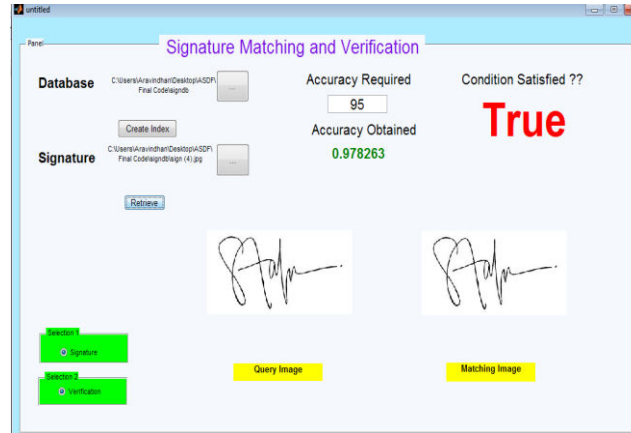 untitled
Panel
Signature Matching and Verification
Database
C:\Users\Aravindhan\Desktop\ASDF\
Final Code\signdb
...
Accuracy Required
95
Condition Satisfied ??
True
Create Index
Accuracy Obtained
0.978263
Signature
C:\Users\Aravindhan\Desktop\ASDF\
Final Code\signdb\sign (4).jpg
...
Retrieve
Selection 1
Signature
Selection 2
Verification
Query Image
Matching Image